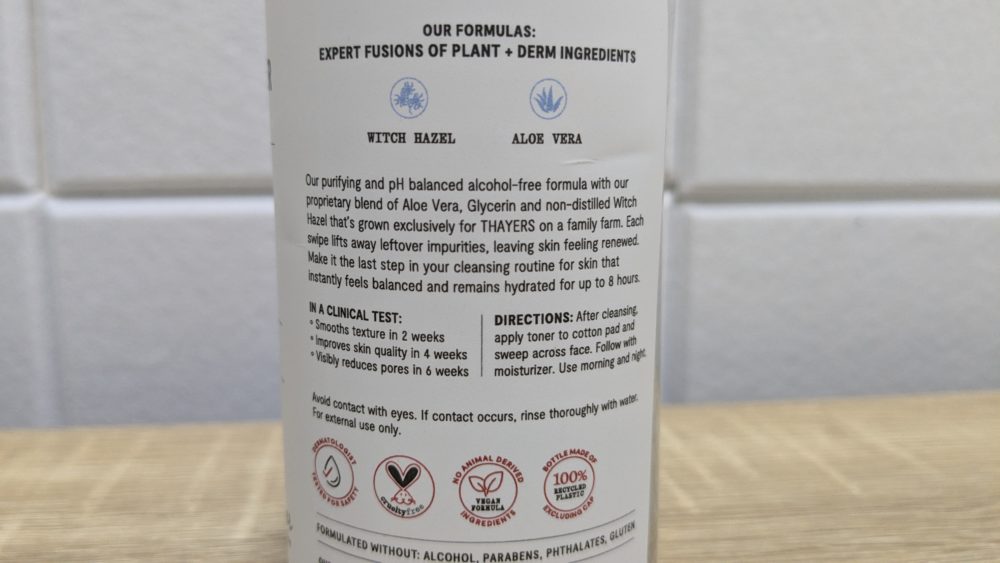 OUR FORMULAS:
EXPERT FUSIONS OF PLANT + DERM INGREDIENTS
WITCH HAZEL
ALOE VERA
Our purifying and pH balanced alcohol-free formula with our
proprietary blend of Aloe Vera, Glycerin and non-distilled Witch
Hazel that's grown exclusively for THAYERS on a family farm. Each
swipe lifts away leftover impurities, leaving skin feeling renewed.
Make it the last step in your cleansing routine for skin that
instantly feels balanced and remains hydrated for up to 8 hours.
IN A CLINICAL TEST:
° Smooths texture in 2 weeks
° Improves skin quality in 4 weeks
° Visibly reduces pores in 6 weeks
DIRECTIONS: After cleansing,
apply toner to cotton pad and
sweep across face. Follow with
moisturizer. Use morning and night.
Avoid contact with eyes. If contact occurs, rinse thoroughly with water.
For external use only.
DERMATOLOGIST
TESTED FOR SAFETY
crueltyfree
NO ANIMAL DERIVED
VEGAN
FORMULA
INGREDIENTS
BOTTLE MADE OF
100%
RECYCLED
PLASTIC
EXCLUDING CAP
FORMULATED WITHOUT: ALCOHOL, PARABENS, PHTHALATES, GLUTEN